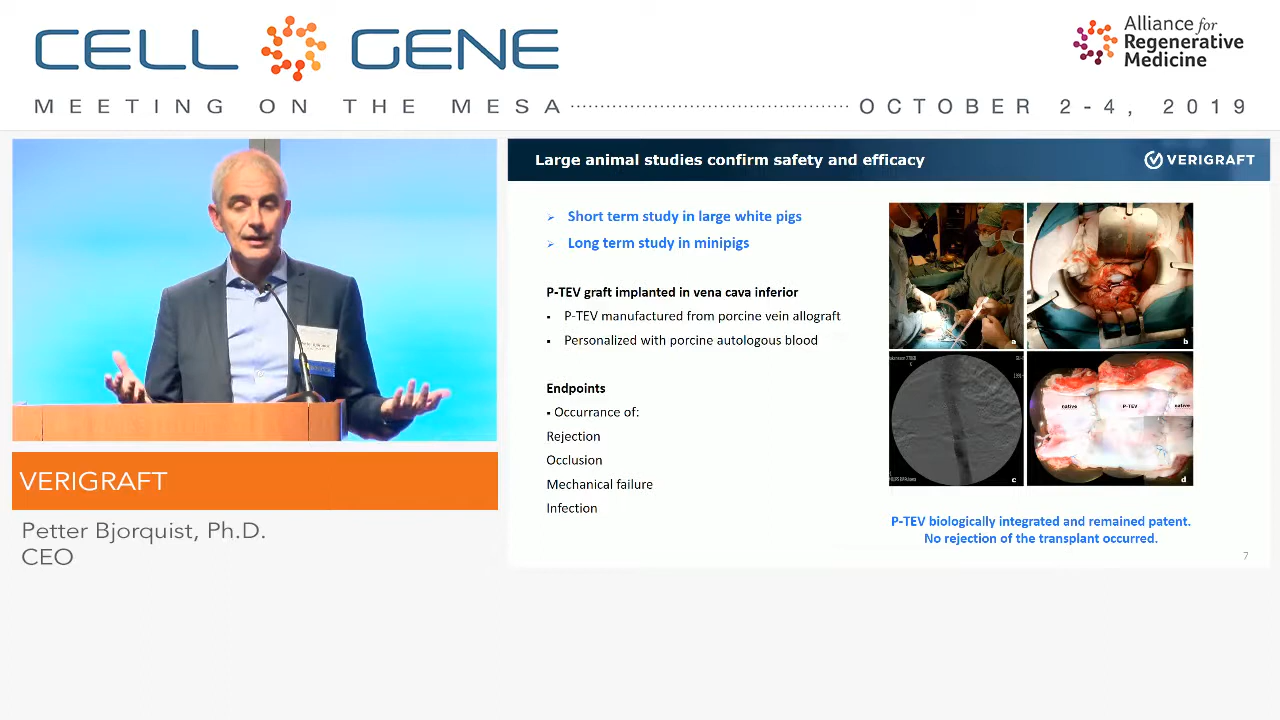 CELL GENE
Alliance for
Regenerative
Medicine
MEETING ON THE MESA
OCTOBER 2-4, 2019
Large animal studies confirm safety and efficacy
VERIGRAFT
Short term study in large white pigs
Long term study in minipigs
P-TEV graft implanted in vena cava inferior
P-TEV manufactured from porcine vein allograft
Personalized with porcine autologous blood
Endpoints
Occurrance of:
Rejection
Occlusion
Mechanical failure
Infection
a
b
c
d
native
P-TEV
native
P-TEV biologically integrated and remained patent.
No rejection of the transplant occurred.
7
VERIGRAFT
Petter Bjorquist, Ph.D.
CEO